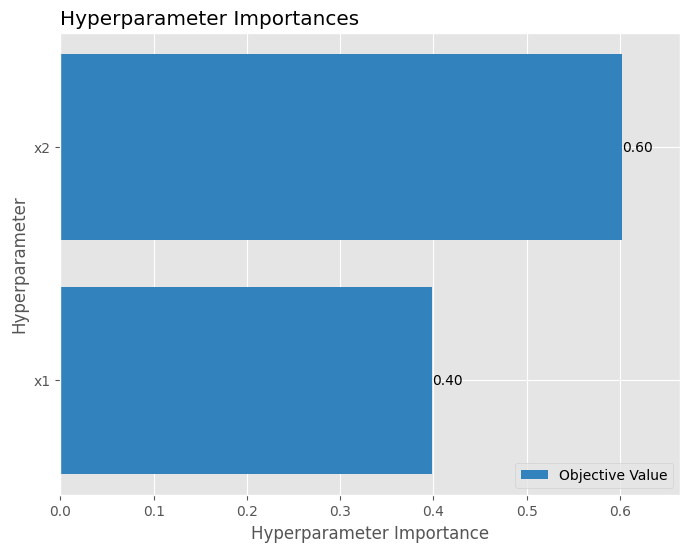 Hyperparameter Importances
Hyperparameter
x2
0.60
x1
0.40
Objective Value
0.0 0.1 0.2 0.3 0.4 0.5 0.6
Hyperparameter Importance